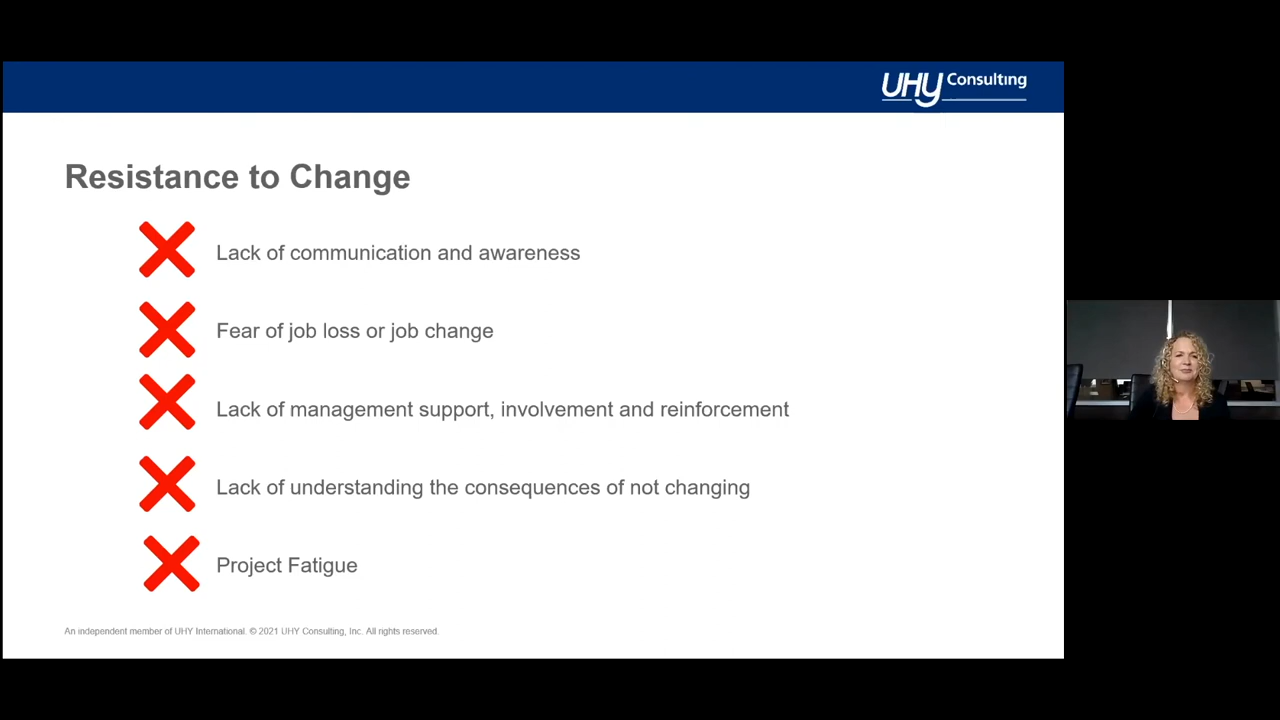 UHY Consulting
Resistance to Change
Lack of communication and awareness
Fear of job loss or job change
Lack of management support, involvement and reinforcement
Lack of understanding the consequences of not changing
Project Fatigue
An independent member of UHY International. © 2021 UHY Consulting, Inc. All rights reserved.